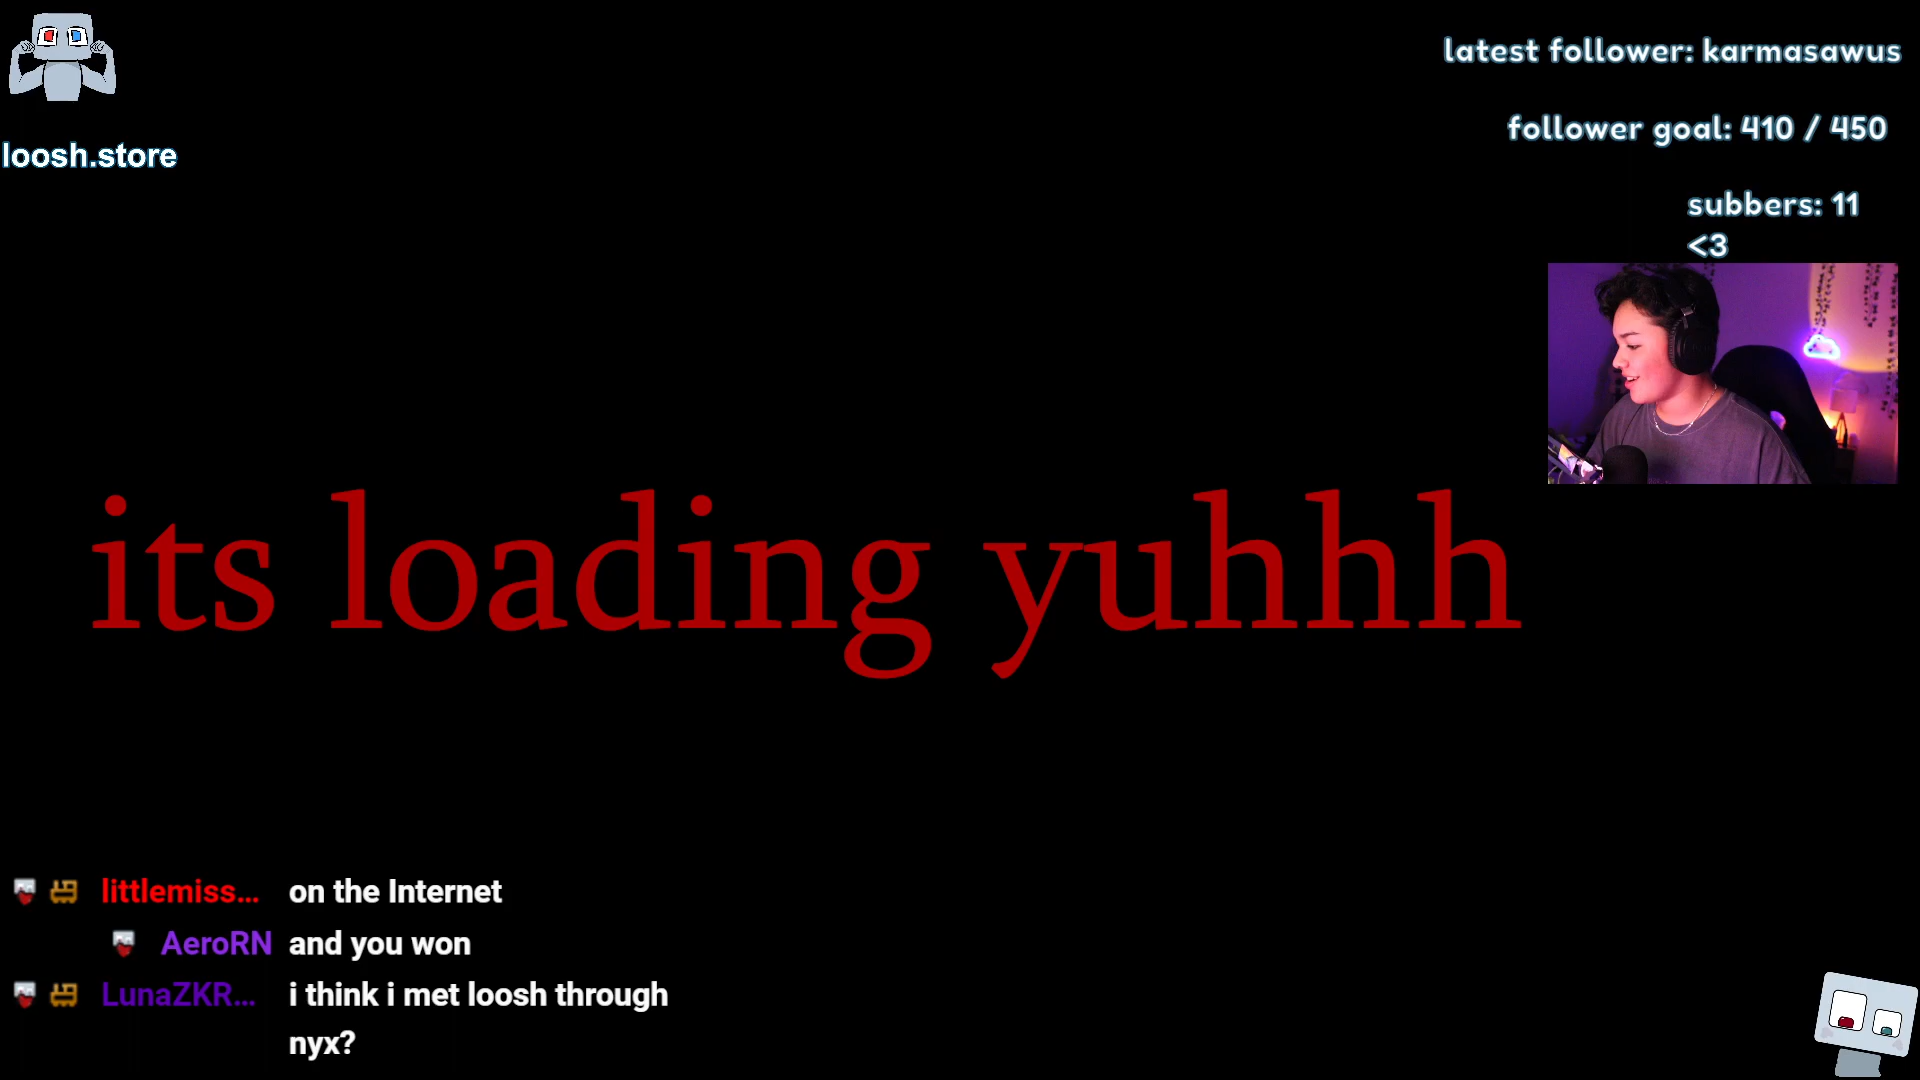 latest follower: karmasawus
loosh.store
follower goal: 410 / 450
subbers: 11
<3
its loading yuhhh
littlemiss... on the Internet
AeroRN and you won
LunaZKR... i think i met loosh through
nyx?